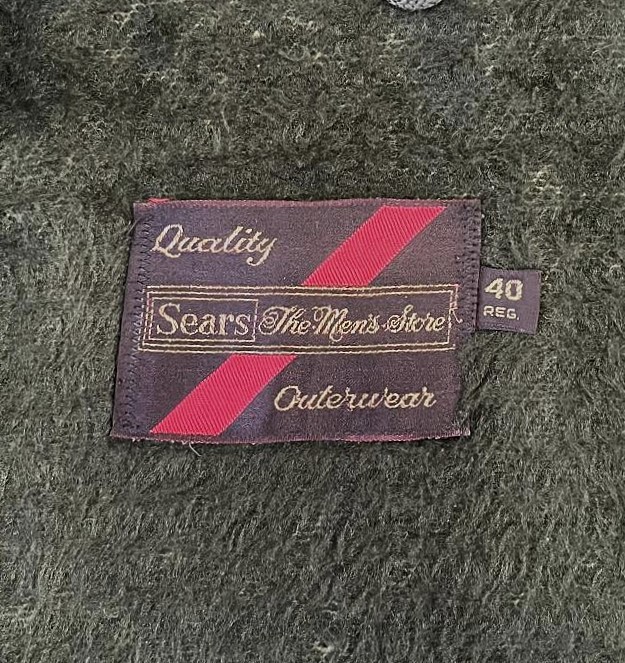 Quality
Sears The Men's Store
Outerwear
40
REG.